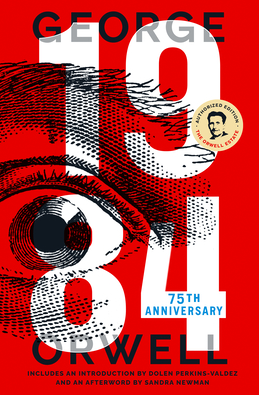 GEORGE
19
AUTHORIZED EDITION
THE ORWELL ESTATE
84
75TH
ANNIVERSARY
ORWELL
INCLUDES AN INTRODUCTION BY DOLEN PERKINS-VALDEZ
AND AN AFTERWORD BY SANDRA NEWMAN